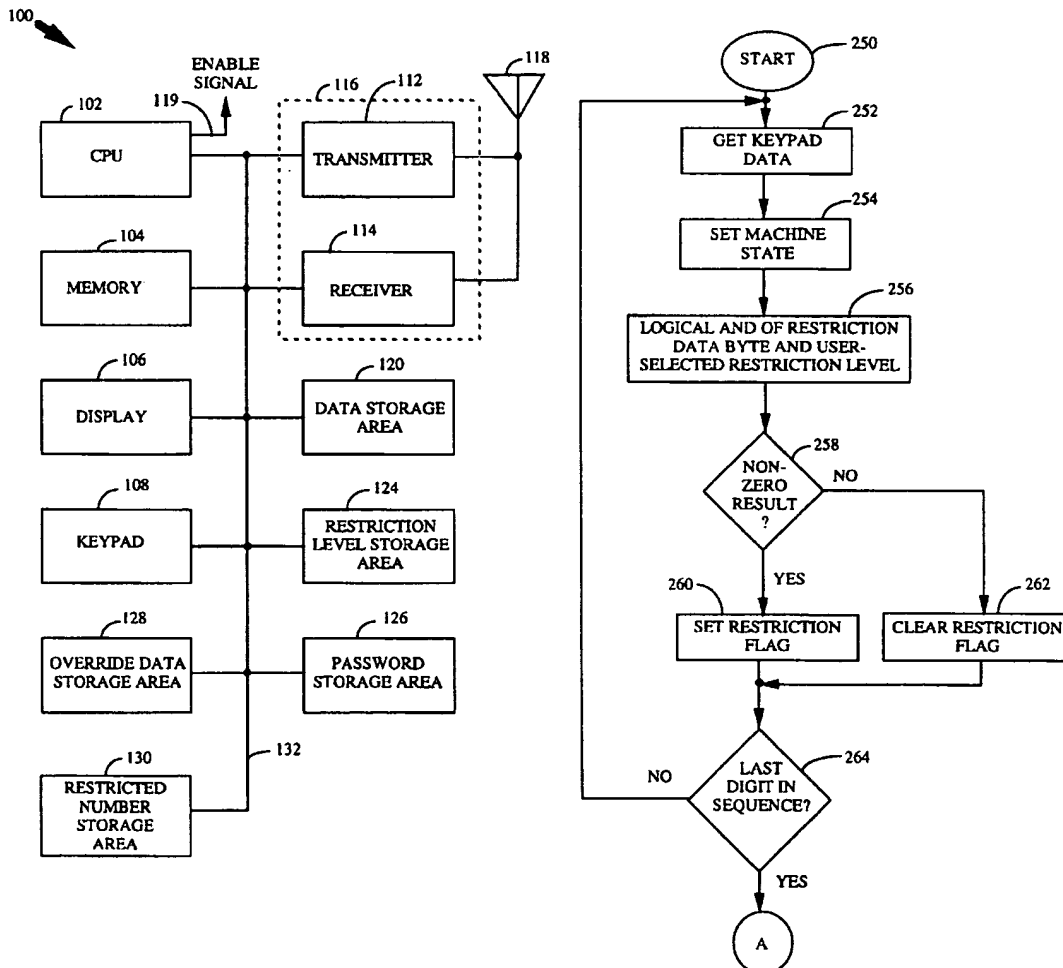 100
ENABLE
SIGNAL
119
102
CPU
116
112
TRANSMITTER
118
104
MEMORY
114
RECEIVER
106
DISPLAY
120
DATA STORAGE
AREA
108
KEYPAD
124
RESTRICTION
LEVEL STORAGE
AREA
128
OVERRIDE DATA
STORAGE AREA
126
PASSWORD
STORAGE AREA
130
RESTRICTED
NUMBER
STORAGE
AREA
132
START
250
252
GET KEYPAD
DATA
254
SET MACHINE
STATE
256
LOGICAL AND OF RESTRICTION
DATA BYTE AND USER-
SELECTED RESTRICTION LEVEL
258
NON-
ZERO
RESULT
?
NO
YES
260
SET RESTRICTION
FLAG
262
CLEAR RESTRICTION
FLAG
264
LAST
DIGIT IN
SEQUENCE?
NO
YES
A